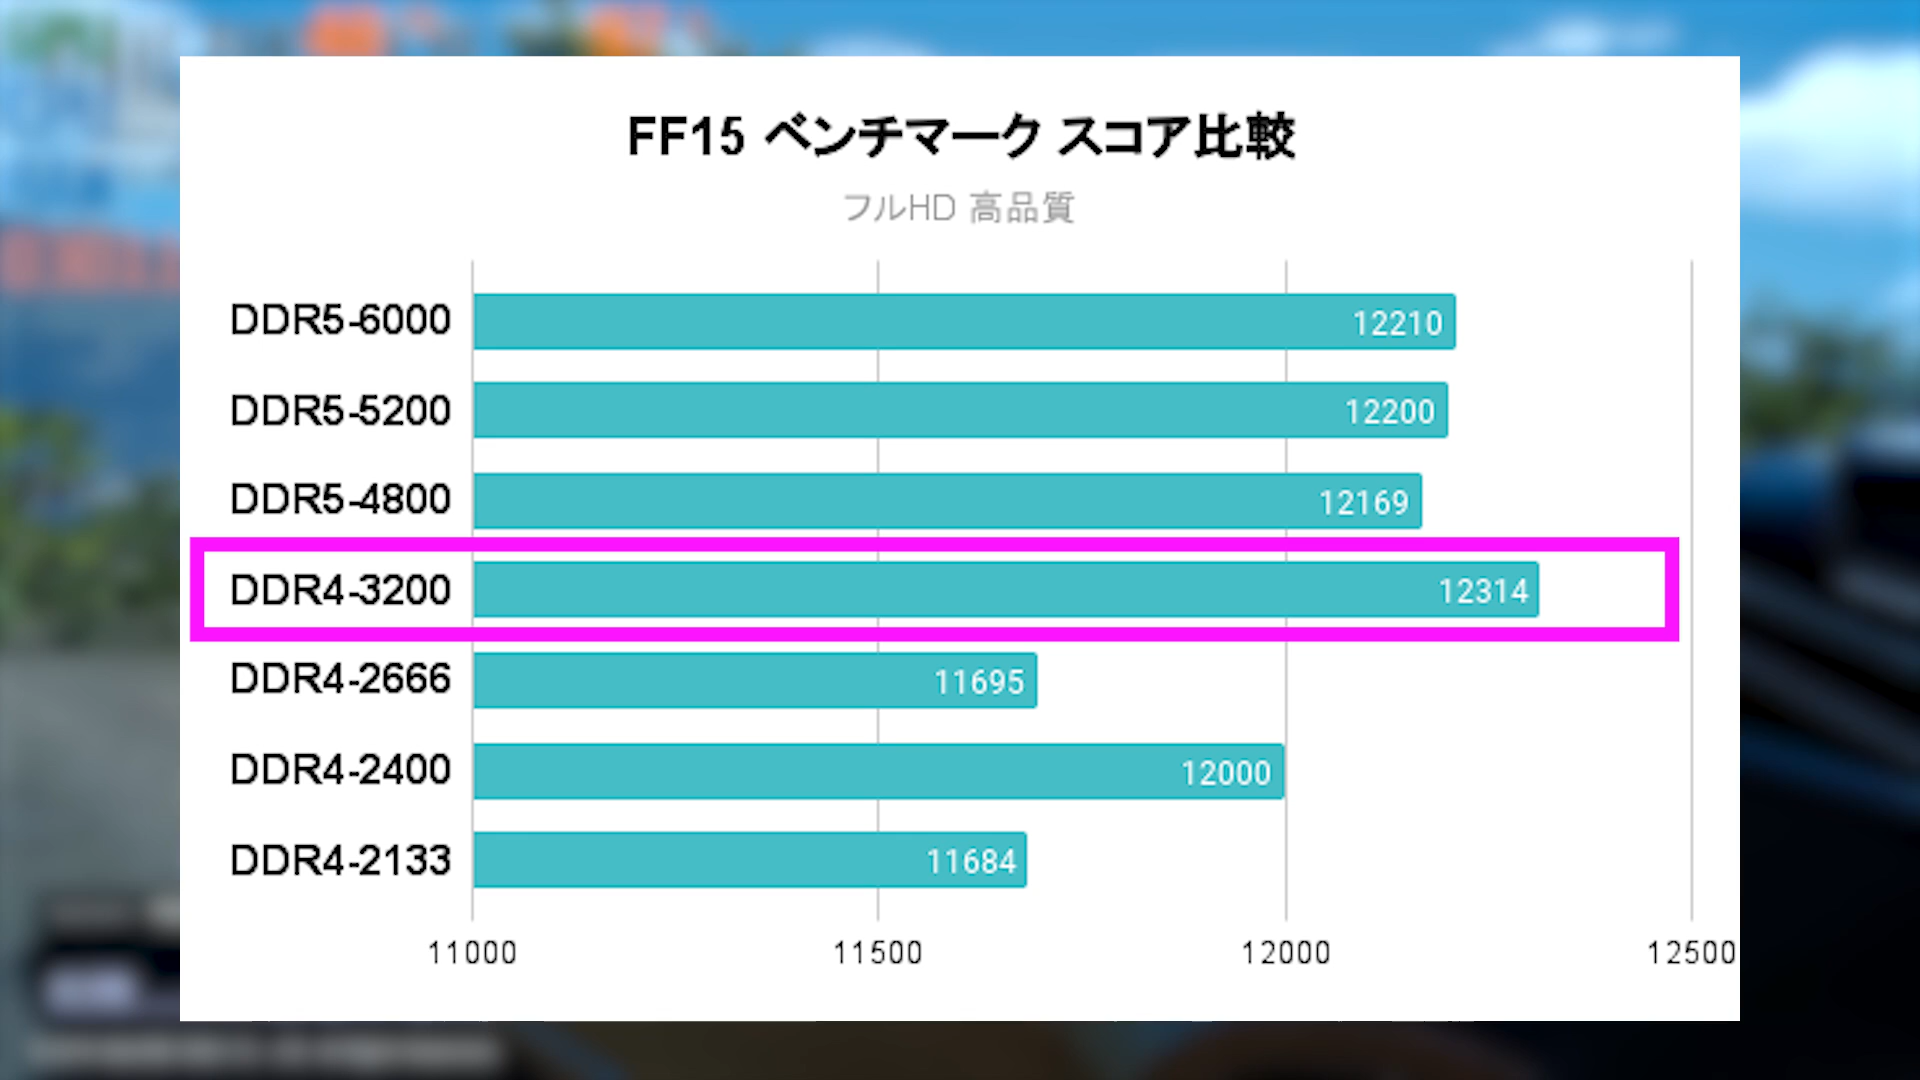 FF15 ベンチマーク スコア比較
フルHD 高品質
DDR5-6000 12210
DDR5-5200 12200
DDR5-4800 12169
DDR4-3200 12314
DDR4-2666 11695
DDR4-2400 12000
DDR4-2133 11684
11000 11500 12000 12500